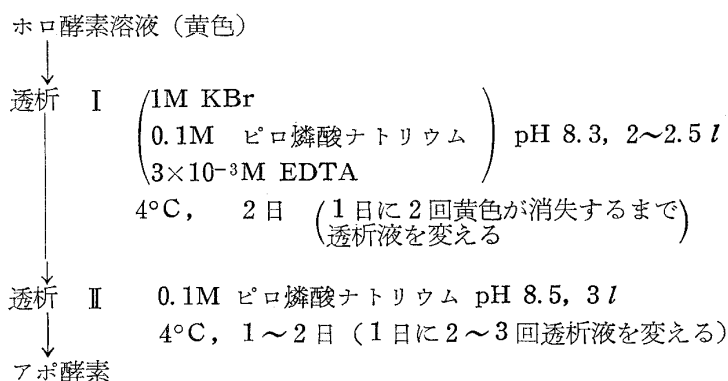 ホロ酵素溶液（黄色）
透析 Ⅰ 1M KBr
0.1M ピロ燐酸ナトリウム pH 8.3, 2～2.5 l
3×10⁻³M EDTA
4°C, 2日 (1日に2回黄色が消失するまで
透析液を変える)
透析 Ⅱ 0.1M ピロ燐酸ナトリウム pH 8.5, 3 l
4°C, 1～2日（1日に2～3回透析液を変える）
アポ酵素